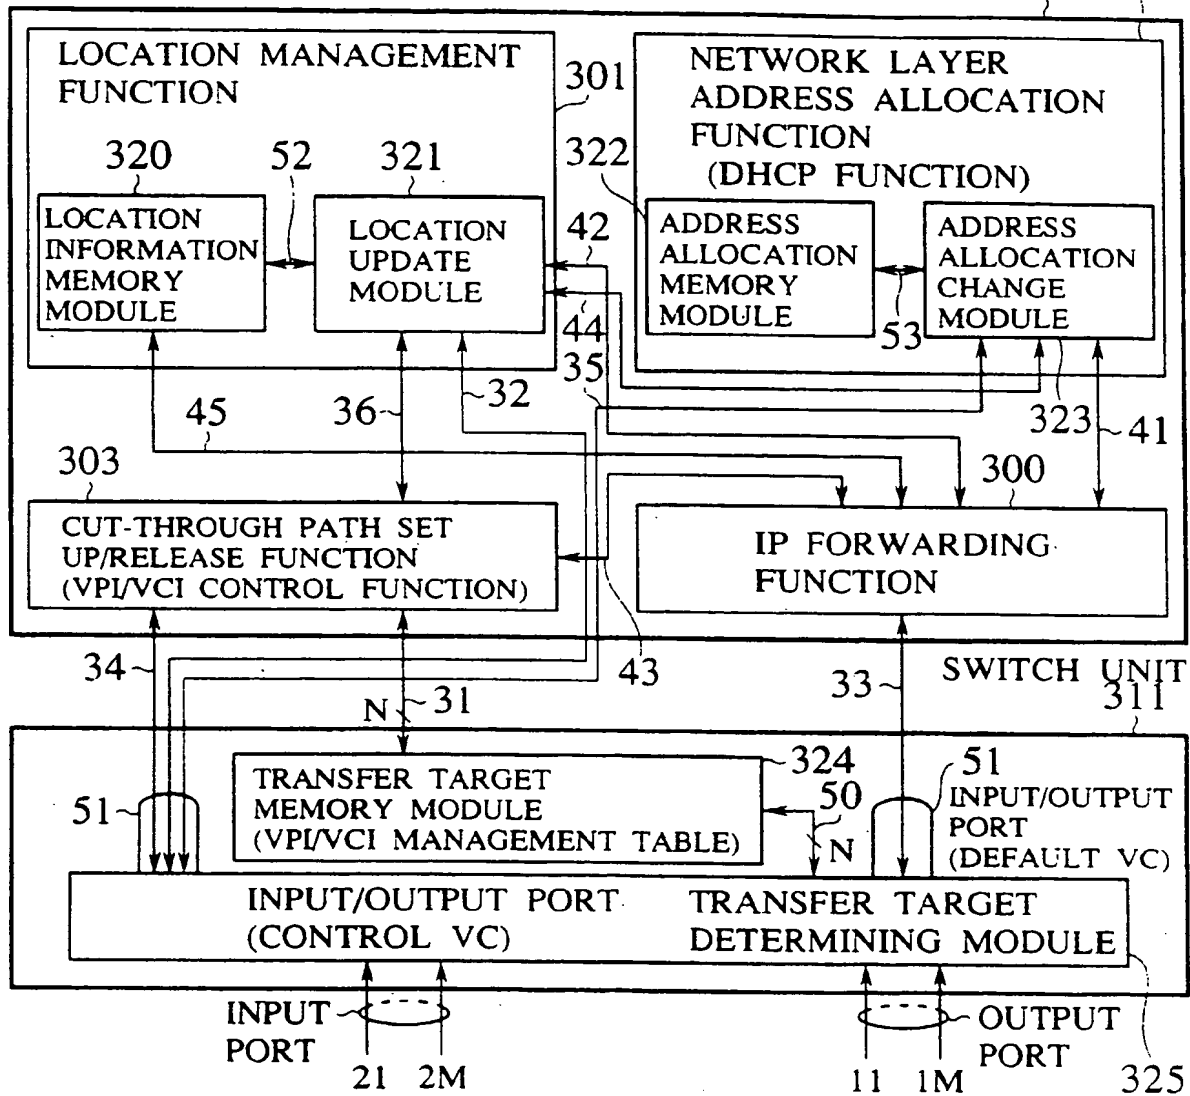 LOCATION MANAGEMENT
FUNCTION
301
320
52
321
LOCATION
INFORMATION
MEMORY
MODULE
LOCATION
UPDATE
MODULE
NETWORK LAYER
ADDRESS ALLOCATION
FUNCTION
(DHCP FUNCTION)
322
ADDRESS
ALLOCATION
MEMORY
MODULE
ADDRESS
ALLOCATION
CHANGE
MODULE
53
42
44
35
32
36
45
323
41
303
300
CUT-THROUGH PATH SET
UP/RELEASE FUNCTION
(VPI/VCI CONTROL FUNCTION)
IP FORWARDING
FUNCTION
34
N
31
43
33
SWITCH UNIT
311
TRANSFER TARGET
MEMORY MODULE
(VPI/VCI MANAGEMENT TABLE)
324
50
N
51
51
INPUT/OUTPUT
PORT
(DEFAULT VC)
INPUT/OUTPUT PORT
(CONTROL VC)
TRANSFER TARGET
DETERMINING MODULE
INPUT
PORT
21
2M
11
1M
OUTPUT
PORT
325